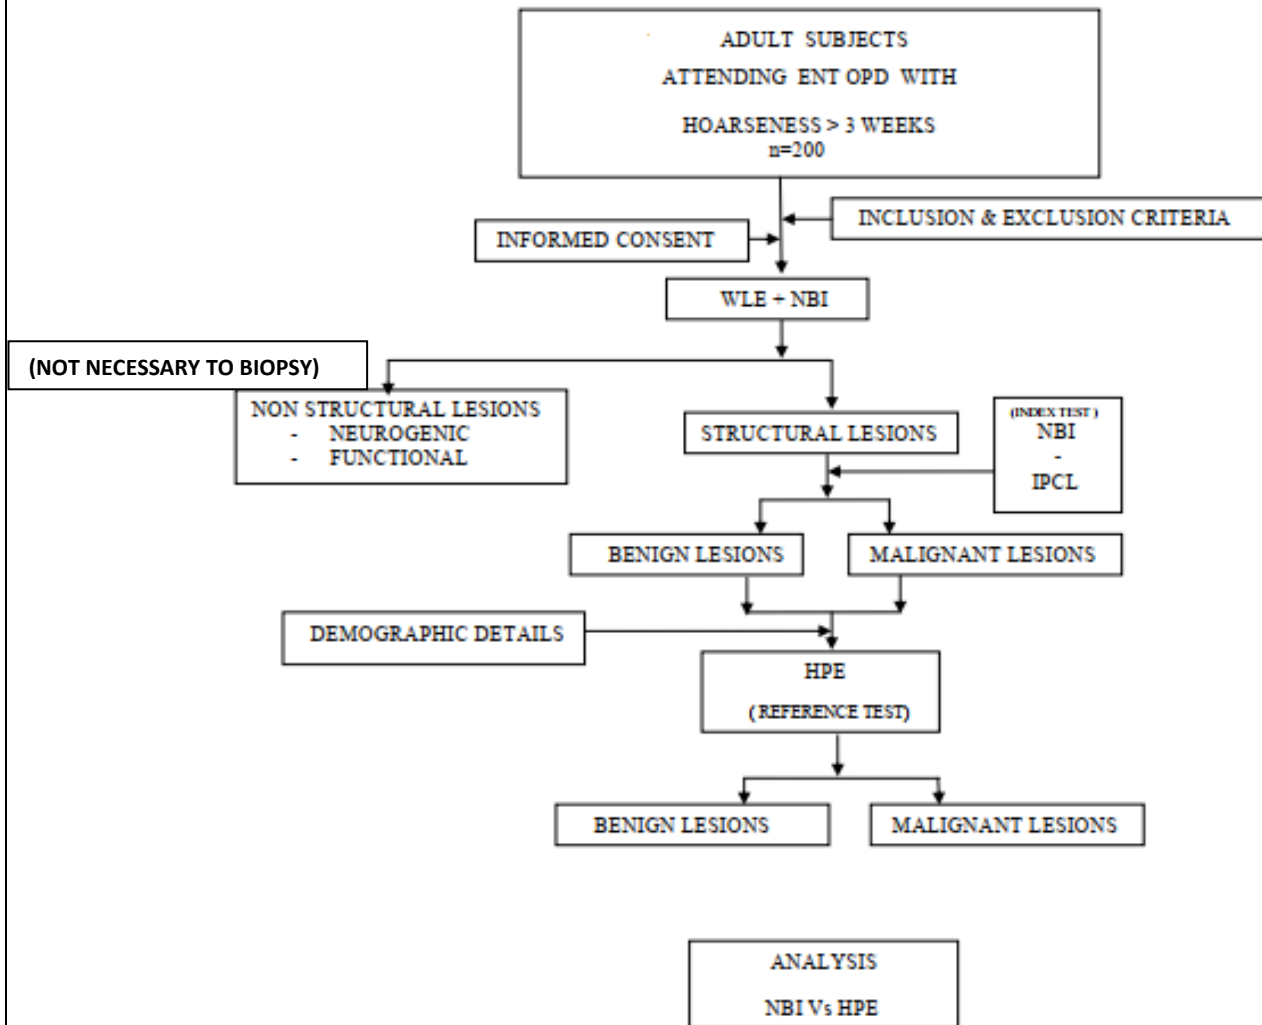 ADULT SUBJECTS
ATTENDING ENT OPD WITH
HOARSENESS > 3 WEEKS
n=200
INCLUSION & EXCLUSION CRITERIA
INFORMED CONSENT
WLE + NBI
(NOT NECESSARY TO BIOPSY)
NON STRUCTURAL LESIONS
- NEUROGENIC
- FUNCTIONAL
STRUCTURAL LESIONS
(INDEX TEST )
NBI
-
IPCL
BENIGN LESIONS
MALIGNANT LESIONS
DEMOGRAPHIC DETAILS
HPE
( REFERENCE TEST)
BENIGN LESIONS
MALIGNANT LESIONS
ANALYSIS
NBI Vs HPE